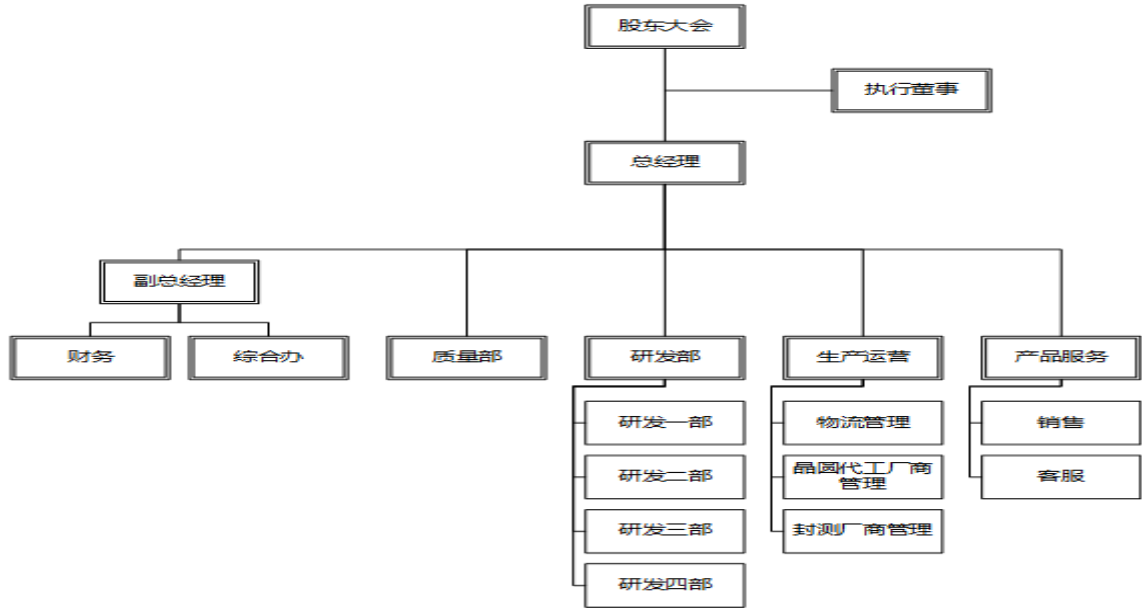 股东大会
执行董事
总经理
副总经理
财务
综合办
质量部
研发部
生产运营
产品服务
研发一部
物流管理
销售
研发二部
晶圆代工厂商
管理
客服
研发三部
封测厂商管理
研发四部